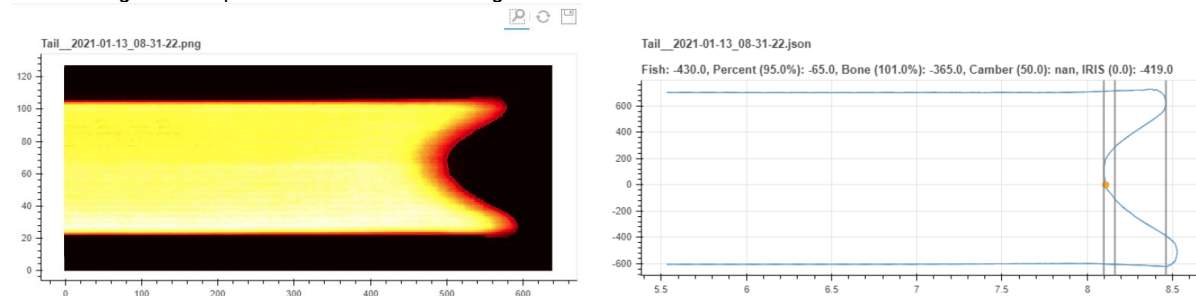 Tail__2021-01-13_08-31-22.png
120
100
80
60
40
20
0
0 100 200 300 400 500 600
Tail__2021-01-13_08-31-22.json
Fish: -430.0, Percent (95.0%): -65.0, Bone (101.0%): -365.0, Camber (50.0): nan, IRIS (0.0): -419.0
600
400
200
0
-200
-400
-600
5.5 6 6.5 7 7.5 8 8.5